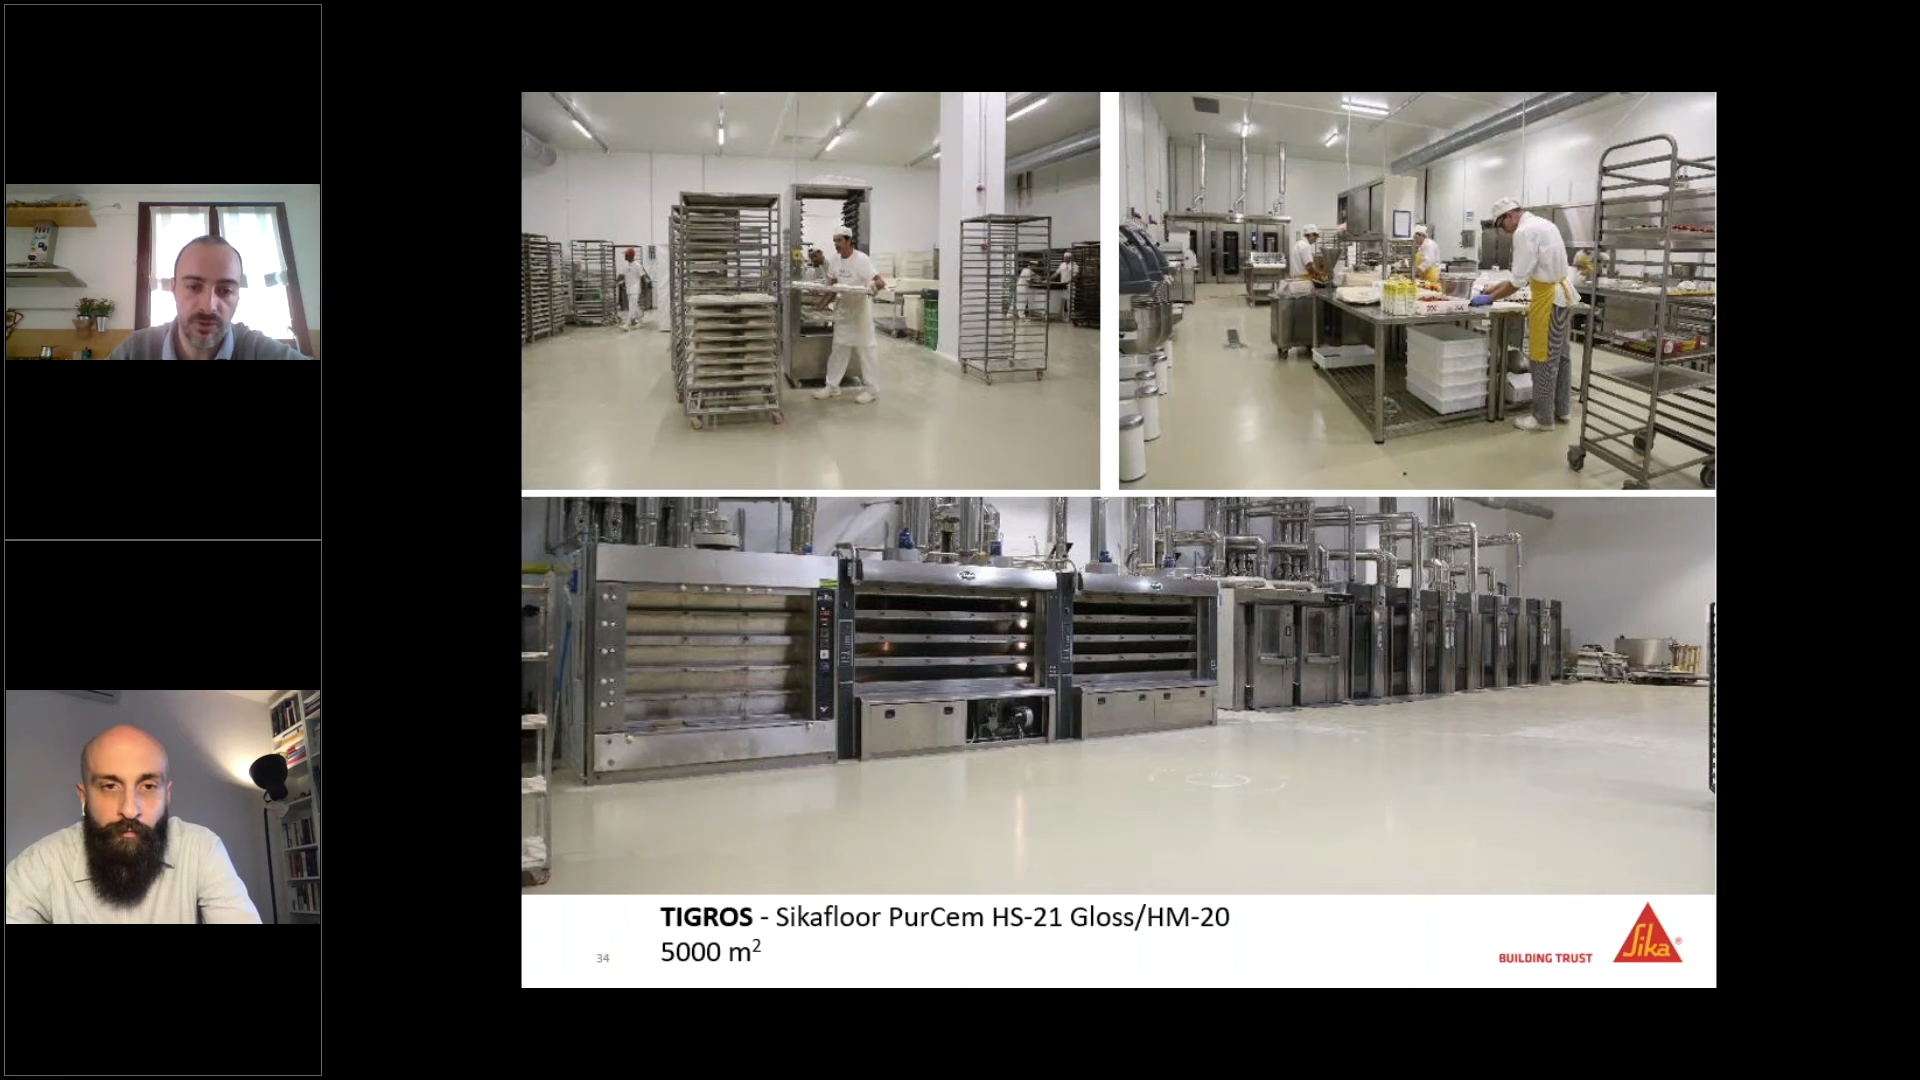 TIGROS - Sikafloor PurCem HS-21 Gloss/HM-20
5000 m²
34
BUILDING TRUST
Sika®